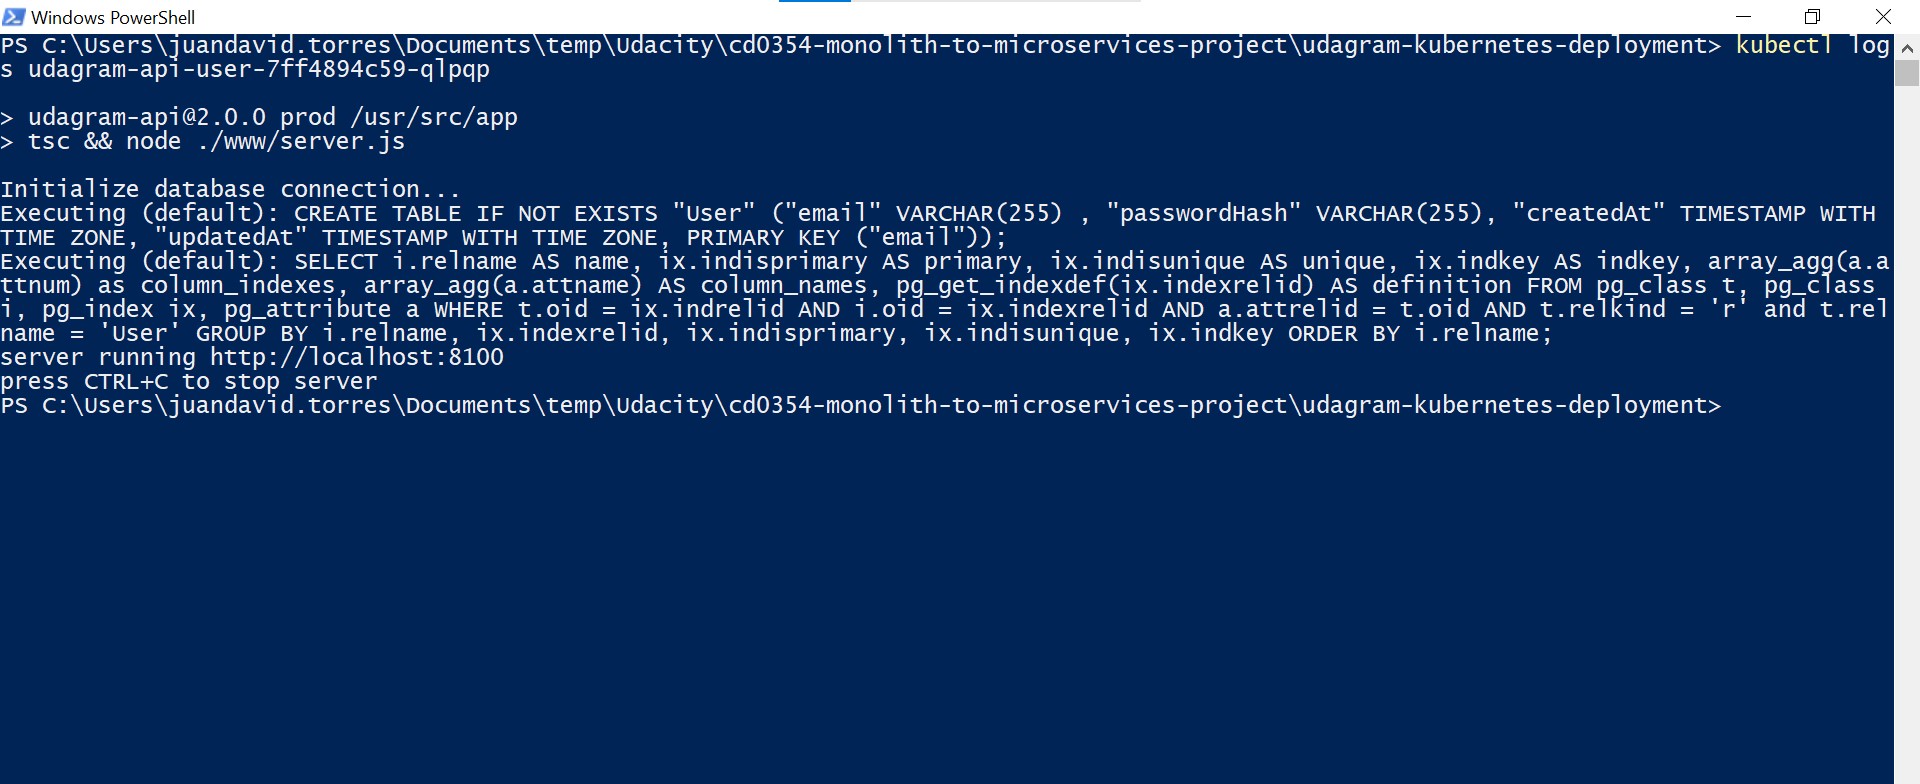 Windows PowerShell
PS C:\Users\juandavid.torres\Documents\temp\Udacity\cd0354-monolith-to-microservices-project\udagram-kubernetes-deployment> kubectl log
s udagram-api-user-7ff4894c59-qlpqp
> udagram-api@2.0.0 prod /usr/src/app
> tsc && node ./www/server.js
Initialize database connection...
Executing (default): CREATE TABLE IF NOT EXISTS "User" ("email" VARCHAR(255) , "passwordHash" VARCHAR(255), "createdAt" TIMESTAMP WITH
TIME ZONE, "updatedAt" TIMESTAMP WITH TIME ZONE, PRIMARY KEY ("email"));
Executing (default): SELECT i.relname AS name, ix.indisprimary AS primary, ix.indisunique AS unique, ix.indkey AS indkey, array_agg(a.a
ttnum) as column_indexes, array_agg(a.attname) AS column_names, pg_get_indexdef(ix.indexrelid) AS definition FROM pg_class t, pg_class
i, pg_index ix, pg_attribute a WHERE t.oid = ix.indrelid AND i.oid = ix.indexrelid AND a.attrelid = t.oid AND t.relkind = 'r' and t.rel
name = 'User' GROUP BY i.relname, ix.indexrelid, ix.indisprimary, ix.indisunique, ix.indkey ORDER BY i.relname;
server running http://localhost:8100
press CTRL+C to stop server
PS C:\Users\juandavid.torres\Documents\temp\Udacity\cd0354-monolith-to-microservices-project\udagram-kubernetes-deployment>